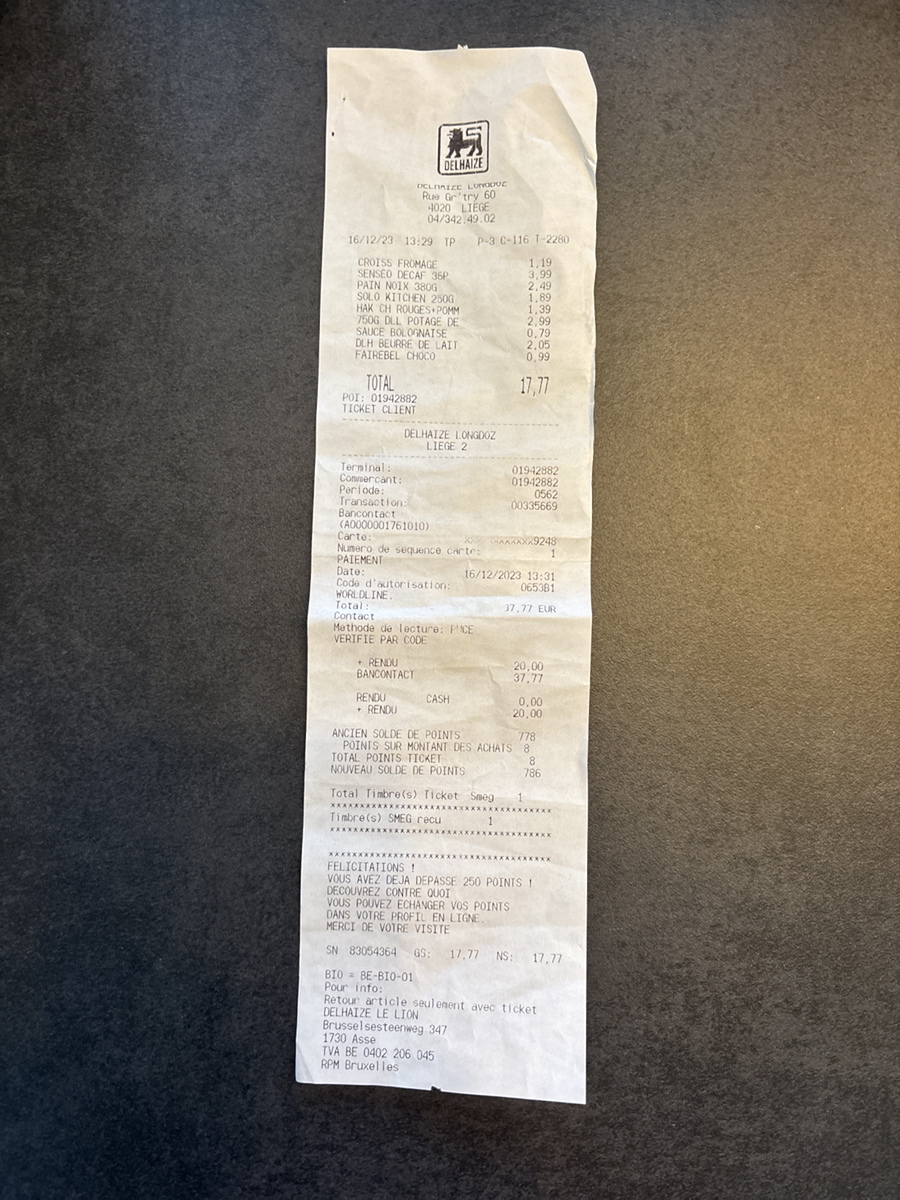 DELHAIZE
DELHAIZE LONGDOZ
Rue Gr'try 60
4020 LIEGE
04/342.49.02
16/12/23 13:29 TP P-3 C-116 T-2280
CROISS FROMAGE 1,19
SENSEO DECAF 36P 3,99
PAIN NOIX 380G 2,49
SOLO KITCHEN 250G 1,89
HAK CH ROUGES+POMM 1,39
750G DLL POTAGE DE 2,99
SAUCE BOLOGNAISE 0,79
DLH BEURRE DE LAIT 2,05
FAIREBEL CHOCO 0,99
TOTAL 17,77
POI: 01942882
TICKET CLIENT
DELHAIZE LONGDOZ
LIEGE 2
Terminal: 01942882
Commercant: 01942882
Periode: 0562
Transaction: 00335669
Bancontact
(A0000001761010)
Carte: 9248
Numero de sequence carte: 1
PAIEMENT
Date: 16/12/2023 13:31
Code d'autorisation: 065381
WORLDLINE.
Total: 37,77 EUR
Contact
Methode de lecture: PUCE
VERIFIE PAR CODE
+ RENDU 20,00
BANCONTACT 37,77
RENDU CASH 0,00
+ RENDU 20,00
ANCIEN SOLDE DE POINTS 778
POINTS SUR MONTANT DES ACHATS 8
TOTAL POINTS TICKET 8
NOUVEAU SOLDE DE POINTS 786
Total Timbre(s) Ticket Smeg 1
***************************************
Timbre(s) SMEG recu 1
***************************************
***************************************
FELICITATIONS !
VOUS AVEZ DEJA DEPASSE 250 POINTS !
DECOUVREZ CONTRE QUOI
VOUS POUVEZ ECHANGER VOS POINTS
DANS VOTRE PROFIL EN LIGNE.
MERCI DE VOTRE VISITE
SN 83054364 GS: 17,77 NS: 17,77
BIO = BE-BIO-01
Pour info:
Retour article seulement avec ticket
DELHAIZE LE LION
Brusselsesteenweg 347
1730 Asse
TVA BE 0402 206 045
RPM Bruxelles